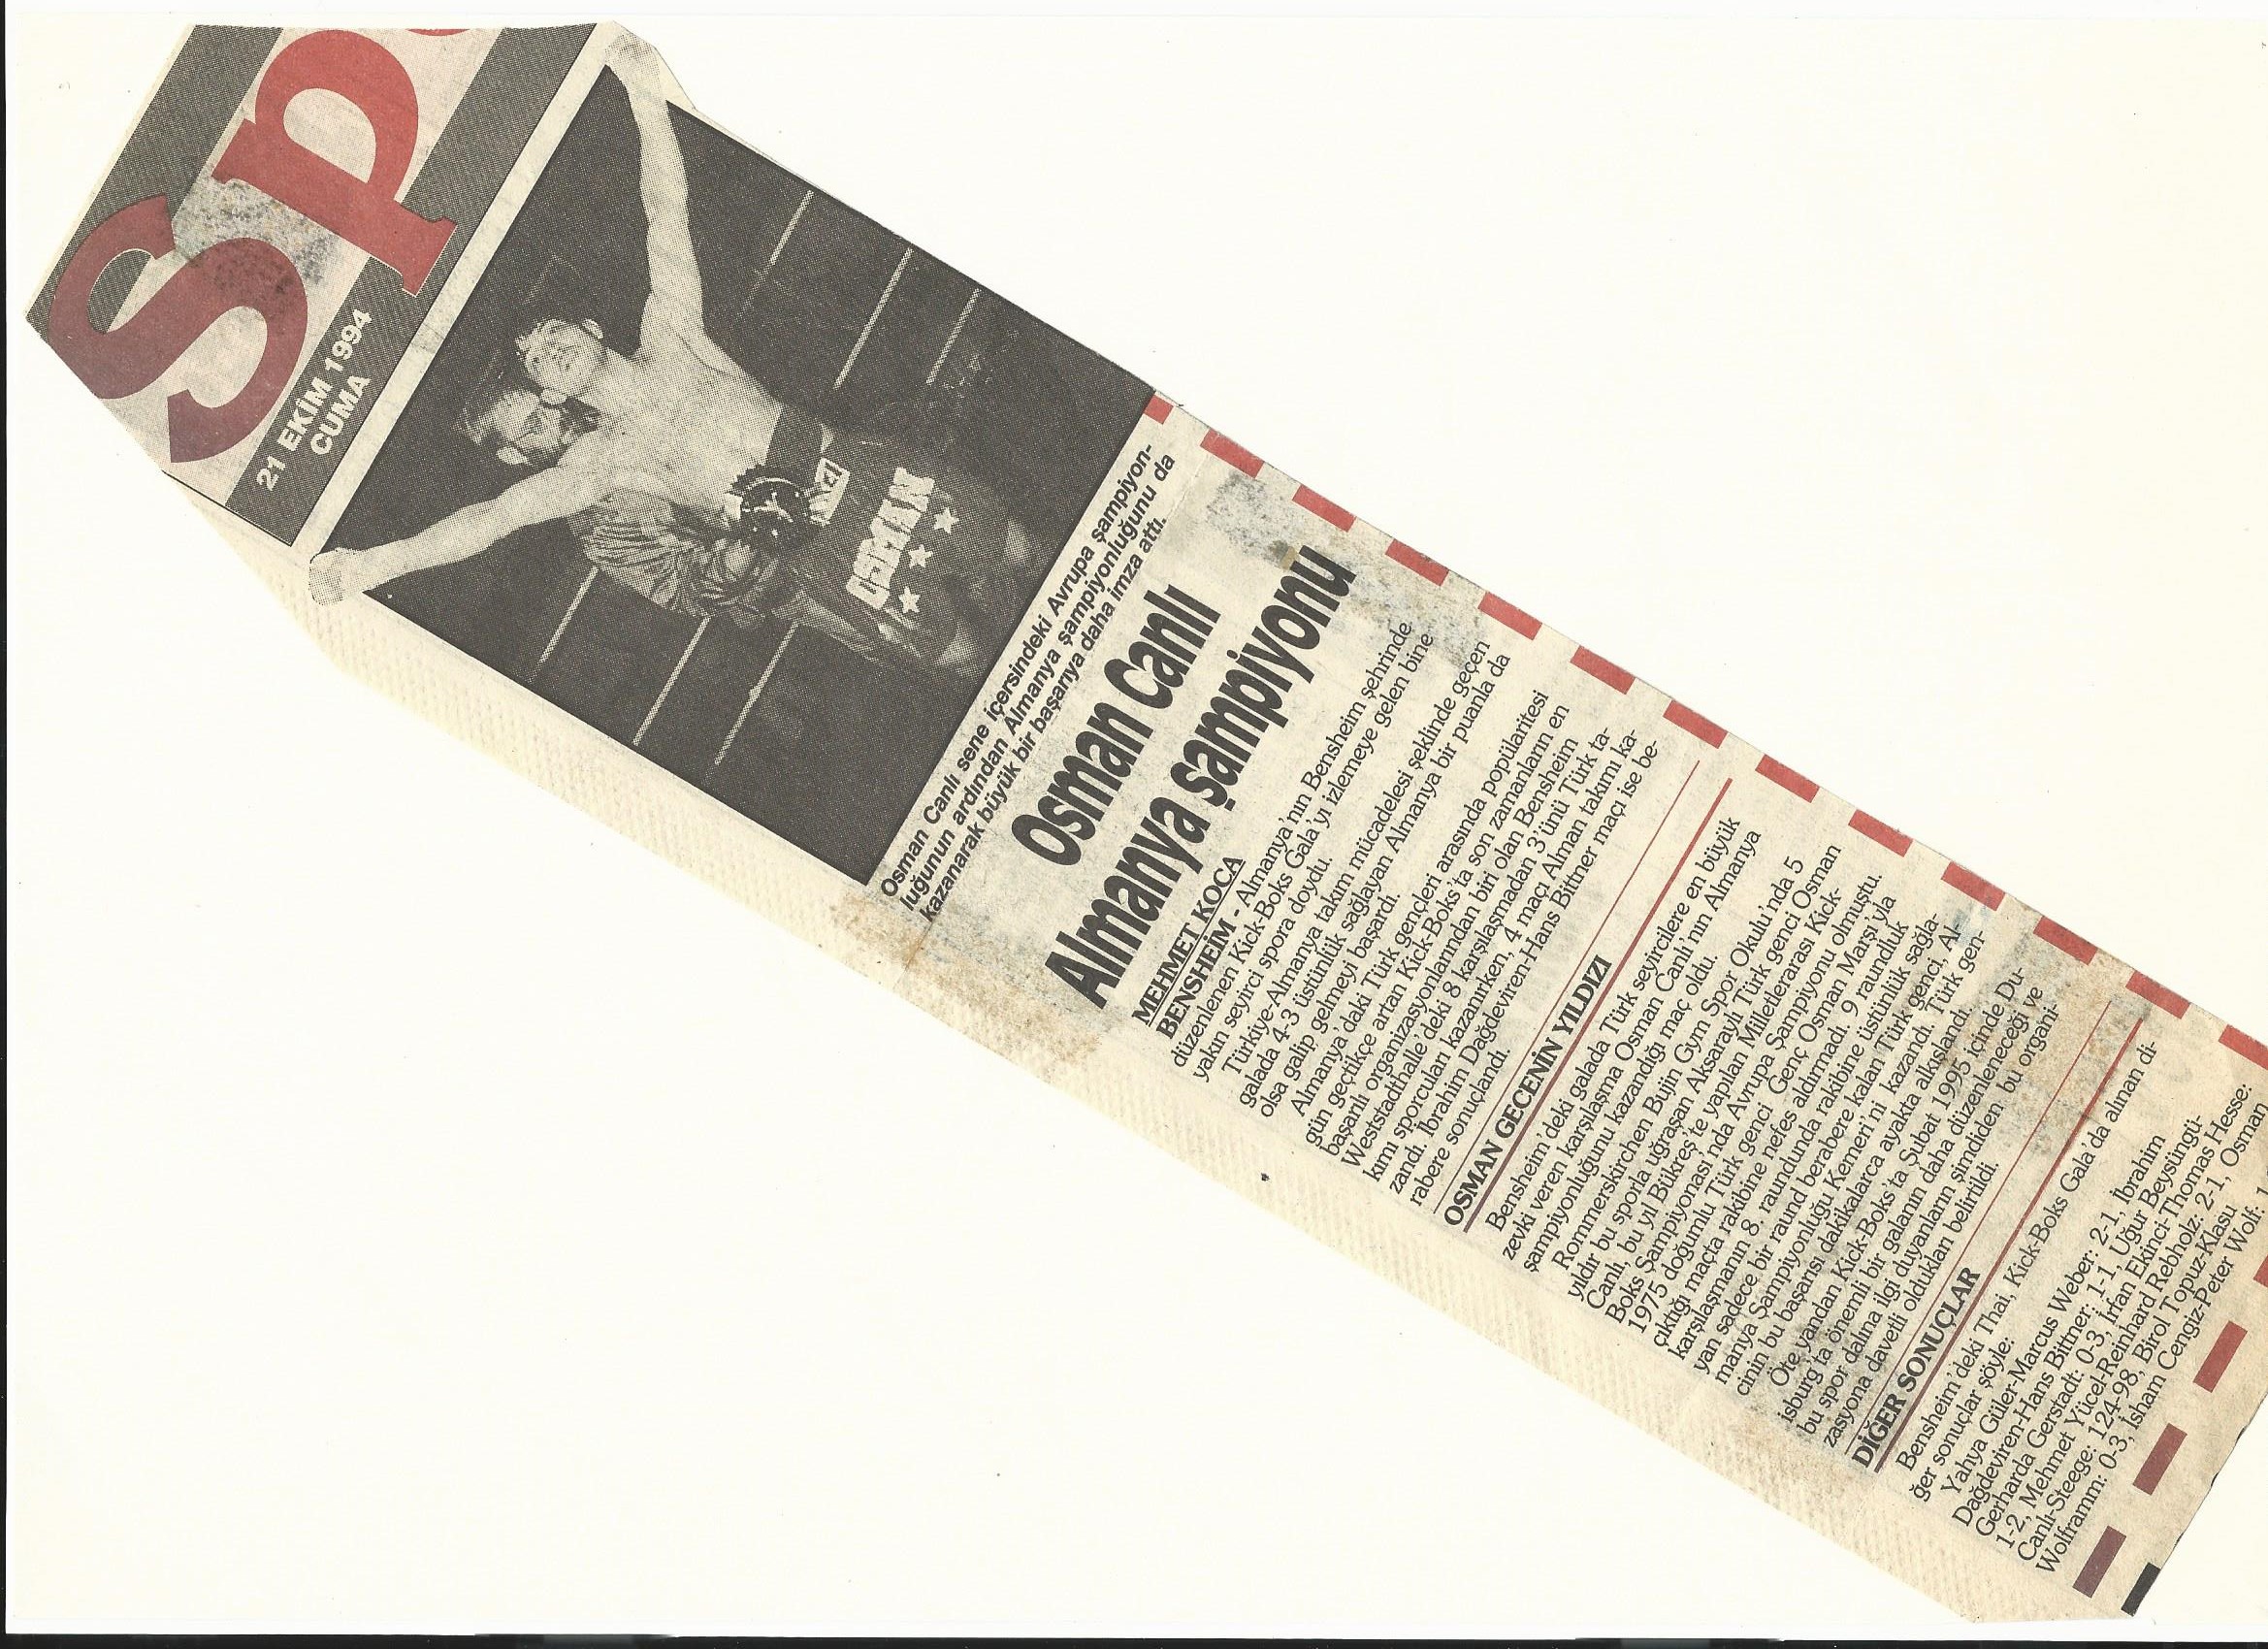 Sp
21 EKİM 1994
CUMA
OSMAN
Osman Canlı sene içersindeki Avrupa şampiyon-
luğunun ardından Almanya şampiyonluğunu da
kazanarak büyük bir başarıya daha imza attı.
Osman Canlı
Almanya şampiyonu
MEHMET KOCA
BENSHEİM - Almanya'nın Bensheim şehrinde
düzenlenen Kick-Boks Gala'yı izlemeye gelen bine
yakın seyirci spora doydu.
Türkiye-Almanya takım mücadelesi şeklinde geçen
galada 4-3 üstünlük sağlayan Almanya bir puanla da
olsa galip gelmeyi başardı.
Almanya'daki Türk gençleri arasında popülaritesi
gün geçtikçe artan Kick-Boks'ta son zamanların en
başarılı organizasyonlarından biri olan Bensheim
Weststadthalle'deki 8 karşılaşmadan 3'ünü Türk ta-
kımı sporcuları kazanırken, 4 maçı Alman takımı ka-
zandı. İbrahim Dağdeviren-Hans Bittner maçı ise be-
rabere sonuçlandı.
OSMAN GECENİN YILDIZI
Bensheim'deki galada Türk seyircilere en büyük
zevki veren karşılaşma Osman Canlı'nın Almanya
şampiyonluğunu kazandığı maç oldu.
Rommerskirchen Bujin Gym Spor Okulu'nda 5
yıldır bu sporla uğraşan Aksaraylı Türk genci Osman
Canlı, bu yıl Bükreş'te yapılan Milletlerarası Kick-
Boks Şampiyonası'nda Avrupa Şampiyonu olmuştu.
1975 doğumlu Türk genci Genç Osman Marşı'yla
çıktığı maçta rakibine nefes aldırmadı. 9 raundluk
karşılaşmanın 8. raundunda rakibine üstünlük sağla-
yan sadece bir raund berabere kalan Türk genci, Al-
manya Şampiyonluğu Kemeri'ni kazandı. Türk gen-
cinin bu başarısı dakikalarca ayakta alkışlandı.
Öte yandan Kick-Boks'ta Şubat 1995 içinde Du-
isburg'ta önemli bir galanın daha düzenleneceği ve
bu spor dalına ilgi duyanların şimdiden bu organi-
zasyona davetli oldukları belirtildi.
DİĞER SONUÇLAR
Bensheim'deki Thai, Kick-Boks Gala'da alınan di-
ğer sonuçlar şöyle:
Yahya Güler-Marcus Weber: 2-1, İbrahim
Dağdeviren-Hans Bittner: 1-1, Uğur Beysüngü-
Gerharda Gerstadt: 0-3, İrfan Ekinci-Thomas Hesse:
1-2, Mehmet Yücel-Reinhard Rebholz: 2-1, Osman
Canlı-Steege: 124-98, Birol Topuz-Klasu
Wolframm: 0-3, İsham Cengiz-Peter Wolf: